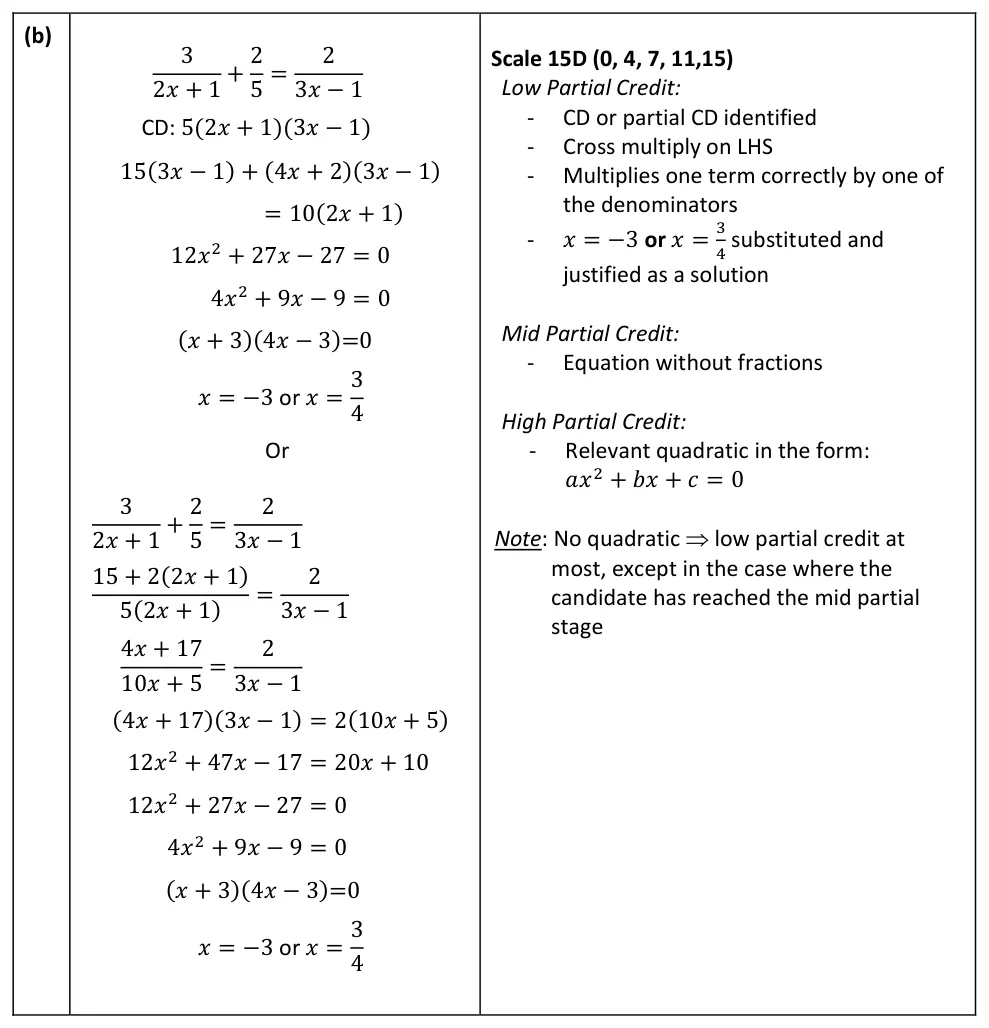 (b)
3/(2x + 1) + 2/5 = 2/(3x − 1)
CD: 5(2x + 1)(3x − 1)
15(3x − 1) + (4x + 2)(3x − 1)
= 10(2x + 1)
12x² + 27x − 27 = 0
4x² + 9x − 9 = 0
(x + 3)(4x − 3)=0
x = −3 or x = 3/4
Or
3/(2x + 1) + 2/5 = 2/(3x − 1)
(15 + 2(2x + 1))/(5(2x + 1)) = 2/(3x − 1)
(4x + 17)/(10x + 5) = 2/(3x − 1)
(4x + 17)(3x − 1) = 2(10x + 5)
12x² + 47x − 17 = 20x + 10
12x² + 27x − 27 = 0
4x² + 9x − 9 = 0
(x + 3)(4x − 3)=0
x = −3 or x = 3/4
Scale 15D (0, 4, 7, 11,15)
Low Partial Credit:
- CD or partial CD identified
- Cross multiply on LHS
- Multiplies one term correctly by one of
the denominators
- x = −3 or x = 3/4 substituted and
justified as a solution
Mid Partial Credit:
- Equation without fractions
High Partial Credit:
- Relevant quadratic in the form:
ax² + bx + c = 0
Note: No quadratic ⇒ low partial credit at
most, except in the case where the
candidate has reached the mid partial
stage